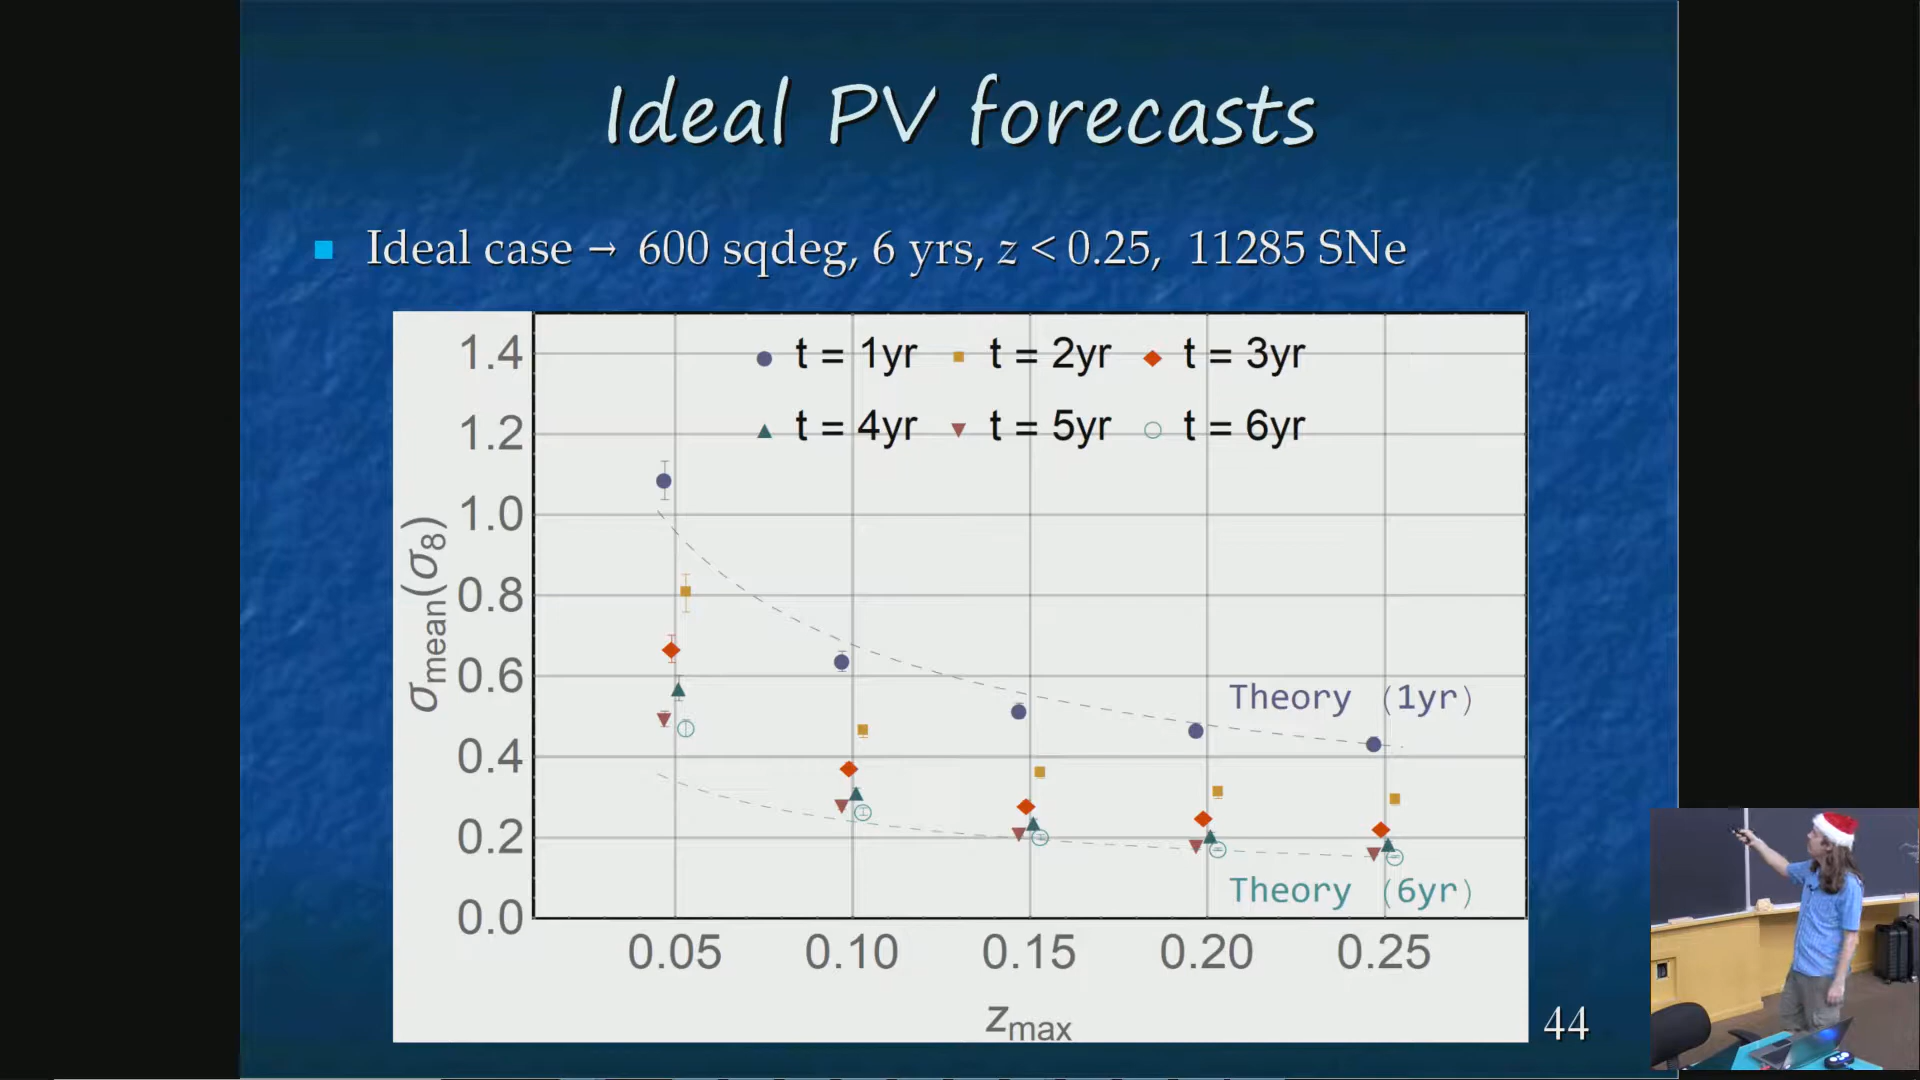 Ideal PV forecasts
Ideal case → 600 sqdeg, 6 yrs, z < 0.25, 11285 SNe
t = 1yr t = 2yr t = 3yr
t = 4yr t = 5yr t = 6yr
1.4
1.2
1.0
0.8
0.6
0.4
0.2
0.0
σmean(σ8)
Theory (1yr)
Theory (6yr)
0.05 0.10 0.15 0.20 0.25
zmax
44